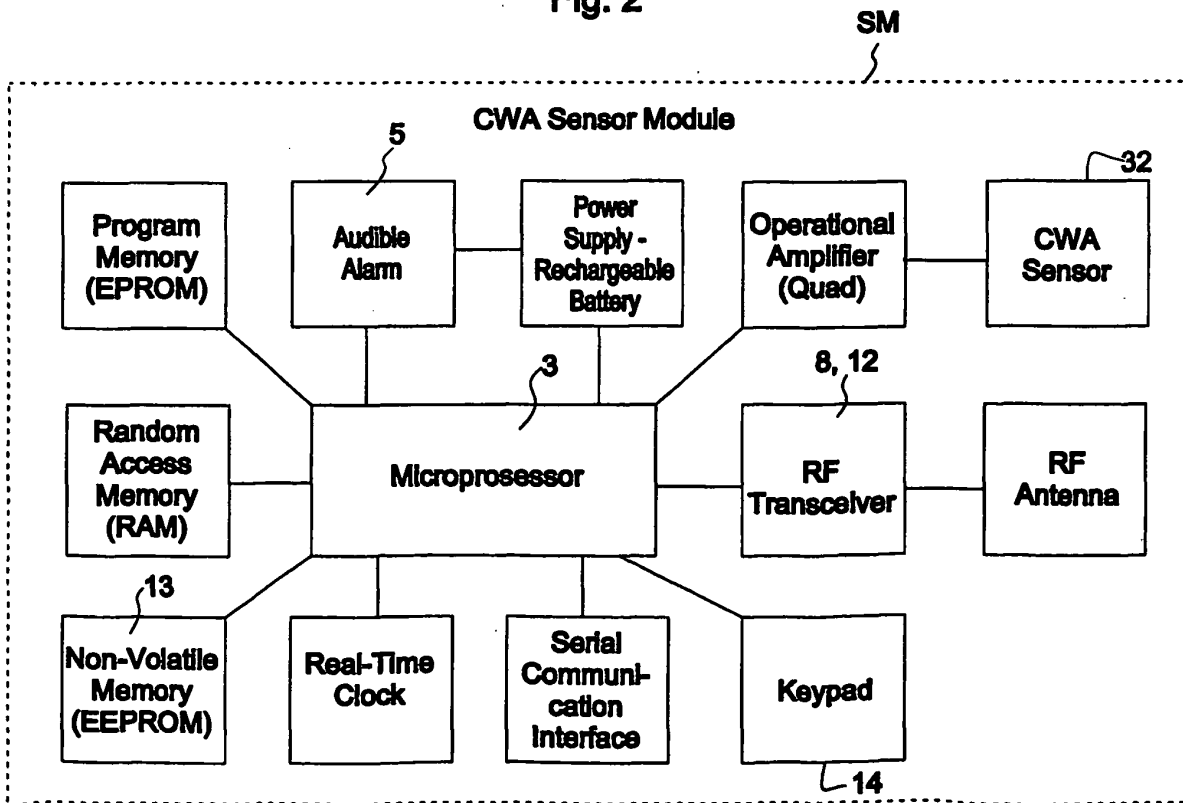 Fig. 2
SM
CWA Sensor Module
5
32
Program
Memory
(EPROM)
Audible
Alarm
Power
Supply -
Rechargeable
Battery
Operational
Amplifier
(Quad)
CWA
Sensor
3
8, 12
Random
Access
Memory
(RAM)
Microprosessor
RF
Transceiver
RF
Antenna
13
Non-Volatile
Memory
(EEPROM)
Real-Time
Clock
Serial
Communi-
cation
Interface
Keypad
14